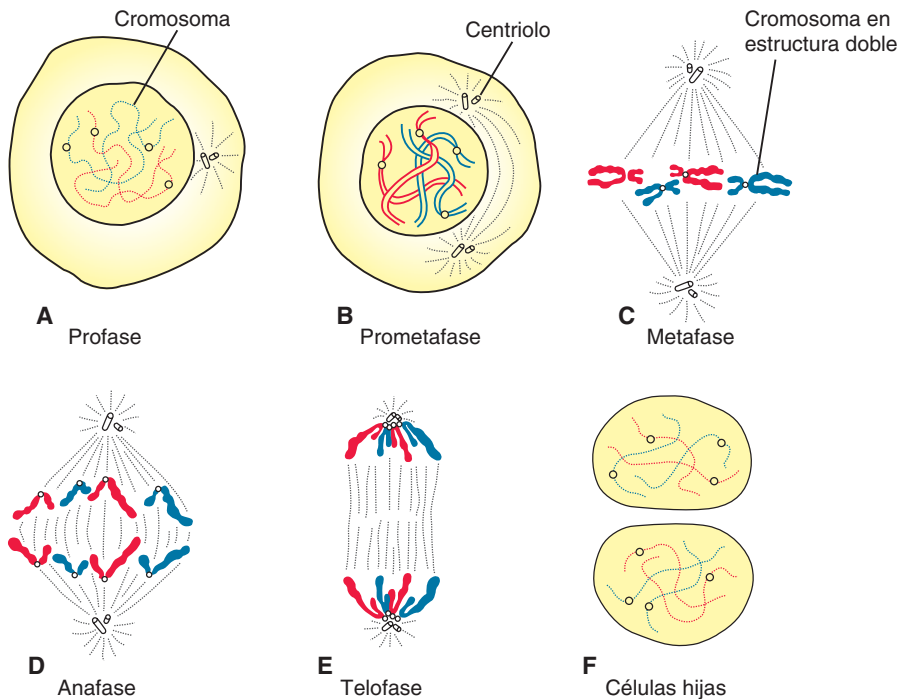 Cromosoma
Centriolo
Cromosoma en
estructura doble
A
Profase
B
Prometafase
C
Metafase
D
Anafase
E
Telofase
F
Células hijas